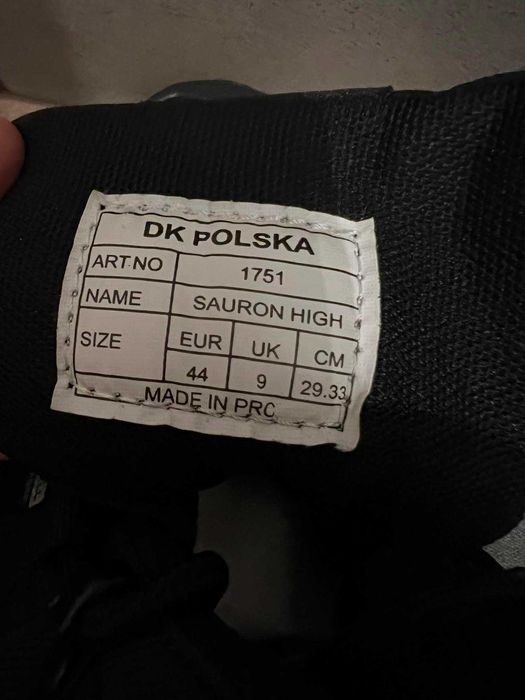 DK POLSKA
ART.NO 1751
NAME SAURON HIGH
SIZE EUR UK CM
44 9 29.33
MADE IN PRC